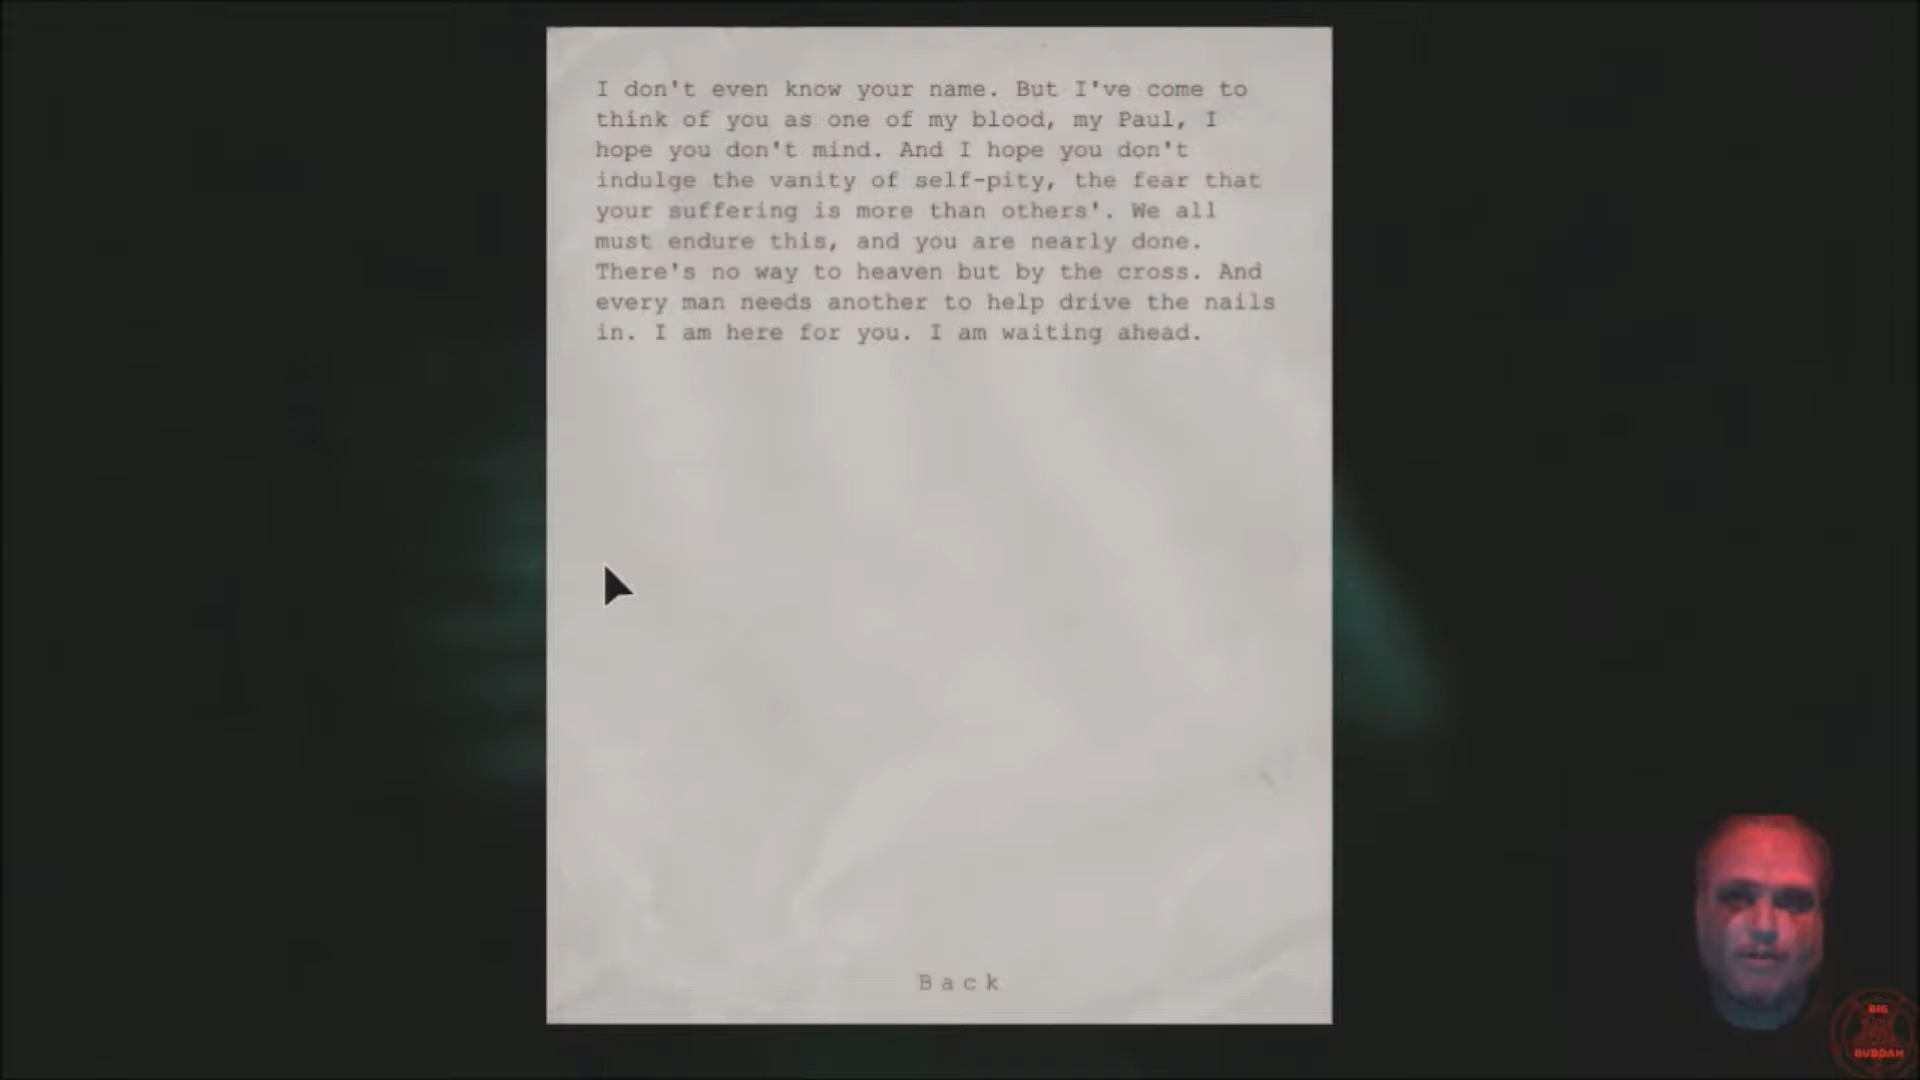 I don't even know your name. But I've come to
think of you as one of my blood, my Paul, I
hope you don't mind. And I hope you don't
indulge the vanity of self-pity, the fear that
your suffering is more than others'. We all
must endure this, and you are nearly done.
There's no way to heaven but by the cross. And
every man needs another to help drive the nails
in. I am here for you. I am waiting ahead.
Back
BIG
BUDDAH